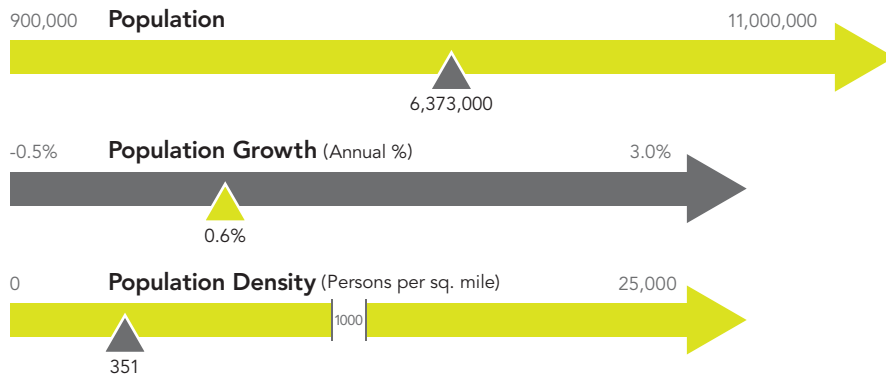 900,000 Population 11,000,000
6,373,000
-0.5% Population Growth (Annual %) 3.0%
0.6%
0 Population Density (Persons per sq. mile) 25,000
1000
351